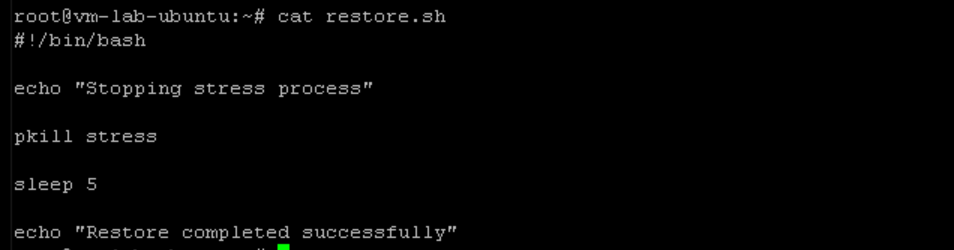 root@vm-lab-ubuntu:~# cat restore.sh
#!/bin/bash
echo "Stopping stress process"
pkill stress
sleep 5
echo "Restore completed successfully"